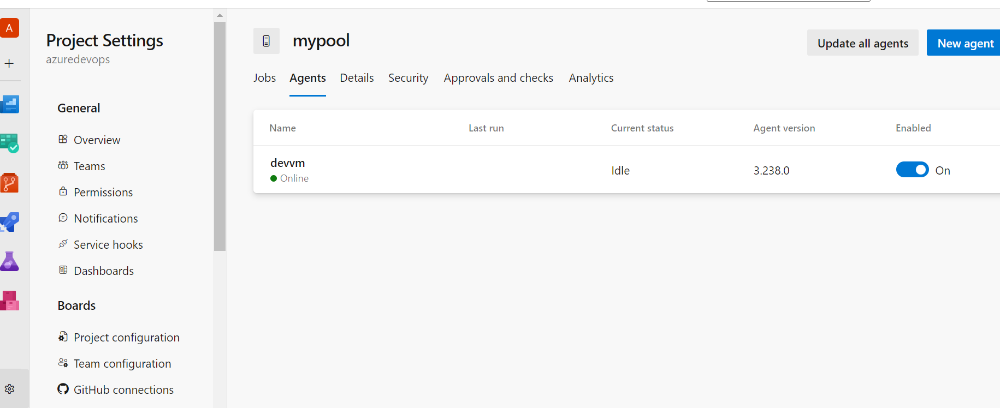 A
Project Settings
azuredevops
General
Overview
Teams
Permissions
Notifications
Service hooks
Dashboards
Boards
Project configuration
Team configuration
GitHub connections
mypool
Update all agents
New agent
Jobs Agents Details Security Approvals and checks Analytics
Name Last run Current status Agent version Enabled
devvm
Online
Idle 3.238.0 On